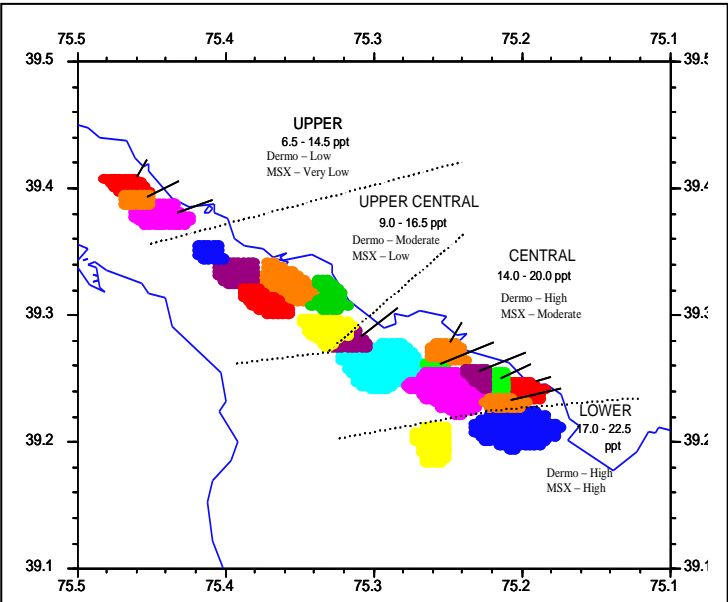 75.5 75.4 75.3 75.2 75.1
39.5 39.5
UPPER
6.5 - 14.5 ppt
Dermo – Low
MSX – Very Low
39.4 39.4
UPPER CENTRAL
9.0 - 16.5 ppt
Dermo – Moderate
MSX – Low
CENTRAL
14.0 - 20.0 ppt
Dermo – High
MSX – Moderate
39.3 39.3
LOWER
17.0 - 22.5
ppt
39.2 39.2
Dermo – High
MSX – High
39.1 39.1
75.5 75.4 75.3 75.2 75.1